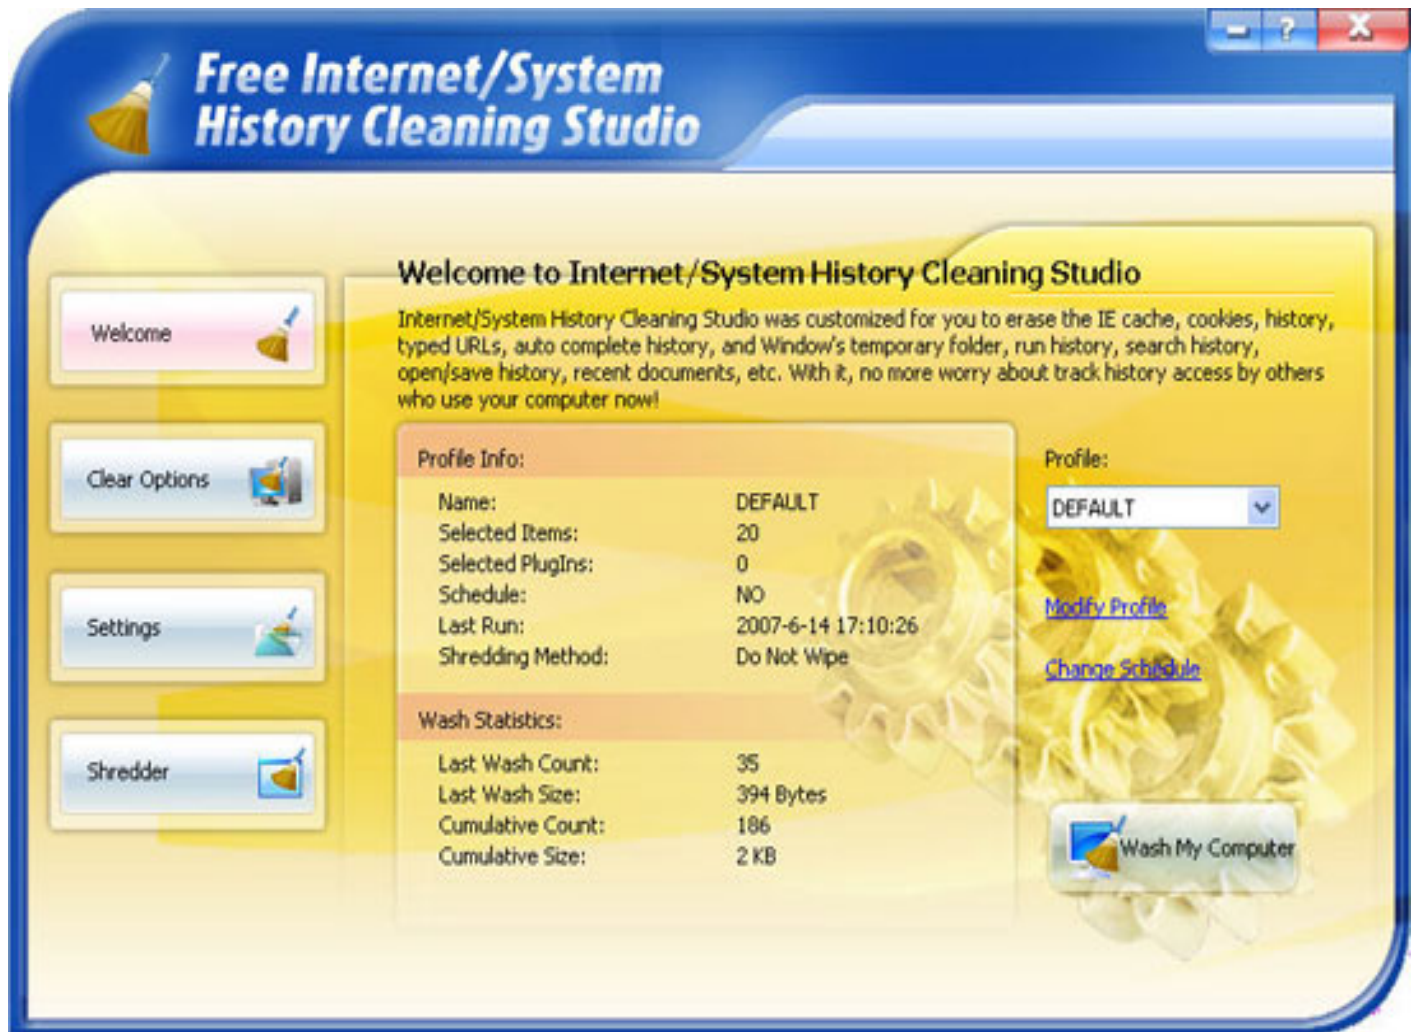 Free Internet/System
History Cleaning Studio
?
Welcome
Clear Options
Settings
Shredder
Welcome to Internet/System History Cleaning Studio
Internet/System History Cleaning Studio was customized for you to erase the IE cache, cookies, history,
typed URLs, auto complete history, and Window's temporary folder, run history, search history,
open/save history, recent documents, etc. With it, no more worry about track history access by others
who use your computer now!
Profile Info:
Name: DEFAULT
Selected Items: 20
Selected PlugIns: 0
Schedule: NO
Last Run: 2007-6-14 17:10:26
Shredding Method: Do Not Wipe
Wash Statistics:
Last Wash Count: 35
Last Wash Size: 394 Bytes
Cumulative Count: 186
Cumulative Size: 2 KB
Profile:
DEFAULT
Modify Profile
Change Schedule
Wash My Computer